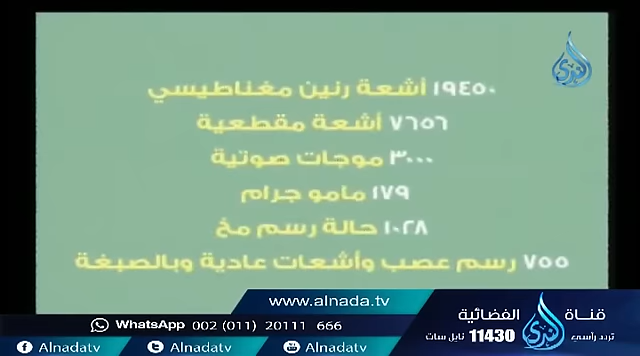 الندى
١٩٤٥٠ أشعة رنين مغناطيسي
٧٦٥٦ أشعة مقطعية
٣٠٠٠ موجات صوتية
١٧٩ مامو جرام
١٠٢٨ حالة رسم مخ
٧٥٥ رسم عصب وأشعات عادية وبالصبغة
www.alnada.tv
قناة الندى الفضائية
WhatsApp 002 (011) 20111 666
تردد رأسي 11430 نايل سات
Alnadatv Alnadatv Alnadatv